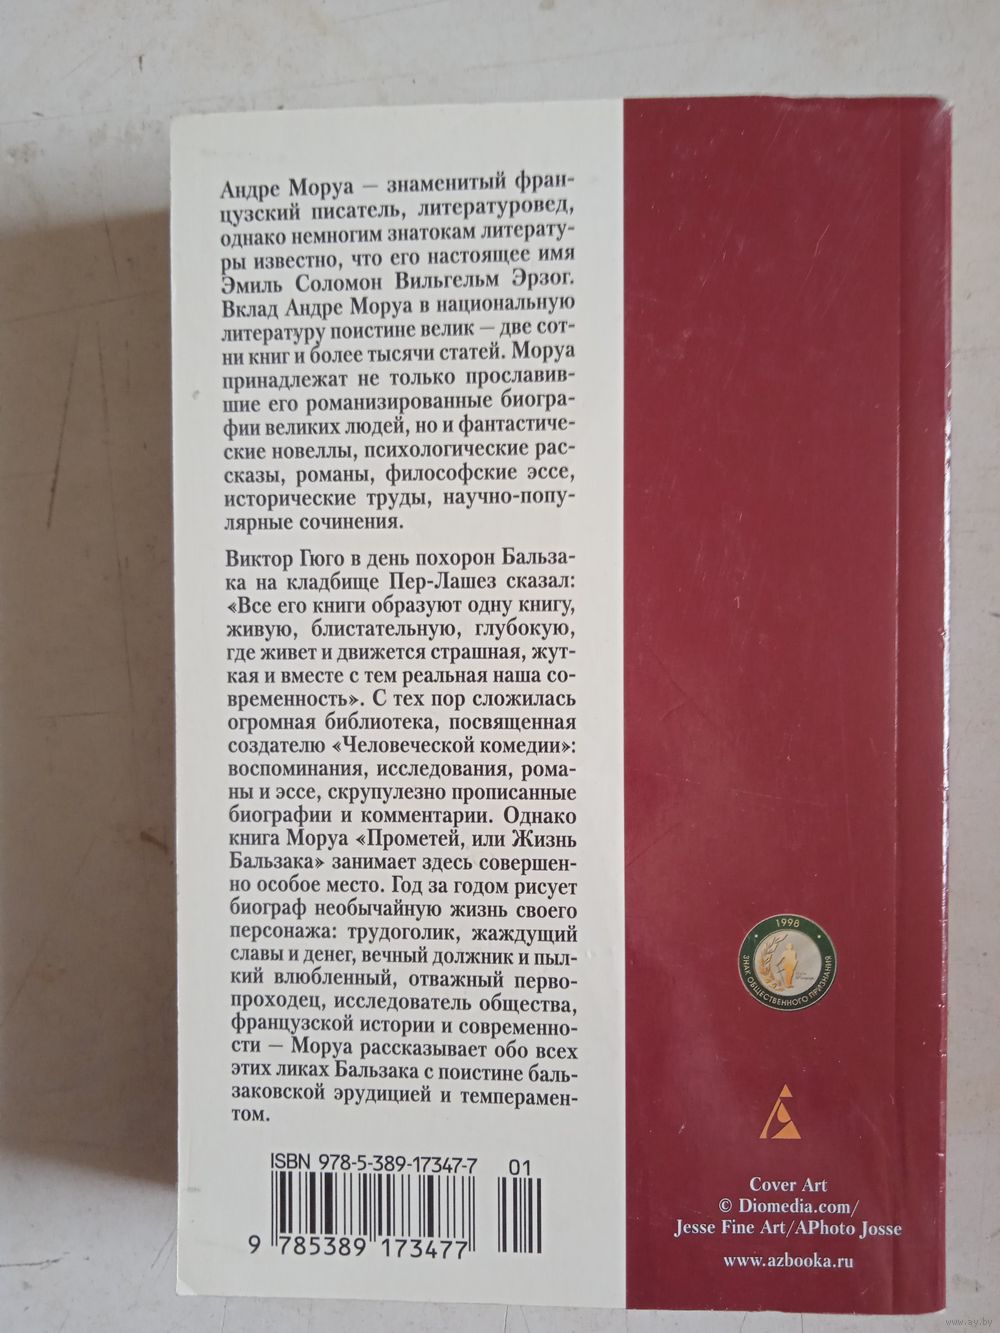 Андре Моруа — знаменитый фран-
цузский писатель, литературовед,
однако немногим знатокам литерату-
ры известно, что его настоящее имя
Эмиль Соломон Вильгельм Эрзог.
Вклад Андре Моруа в национальную
литературу поистине велик — две сот-
ни книг и более тысячи статей. Моруа
принадлежат не только прославив-
шие его романизированные биогра-
фии великих людей, но и фантастиче-
ские новеллы, психологические рас-
сказы, романы, философские эссе,
исторические труды, научно-попу-
лярные сочинения.
Виктор Гюго в день похорон Бальза-
ка на кладбище Пер-Лашез сказал:
«Все его книги образуют одну книгу,
живую, блистательную, глубокую,
где живет и движется страшная, жут-
кая и вместе с тем реальная наша со-
временность». С тех пор сложилась
огромная библиотека, посвященная
создателю «Человеческой комедии»:
воспоминания, исследования, рома-
ны и эссе, скрупулезно прописанные
биографии и комментарии. Однако
книга Моруа «Прометей, или Жизнь
Бальзака» занимает здесь совершен-
но особое место. Год за годом рисует
биограф необычайную жизнь своего
персонажа: трудоголик, жаждущий
славы и денег, вечный должник и пыл-
кий влюбленный, отважный перво-
проходец, исследователь общества,
французской истории и современно-
сти — Моруа рассказывает обо всех
этих ликах Бальзака с поистине баль-
заковской эрудицией и темперамен-
том.
ISBN 978-5-389-17347-7
01
9 785389 173477
1998
ЗНАК ОБЩЕСТВЕННОГО ПРИЗНАНИЯ
Cover Art
© Diomedia.com/
Jesse Fine Art/APhoto Josse
www.azbooka.ru
www.ay.by